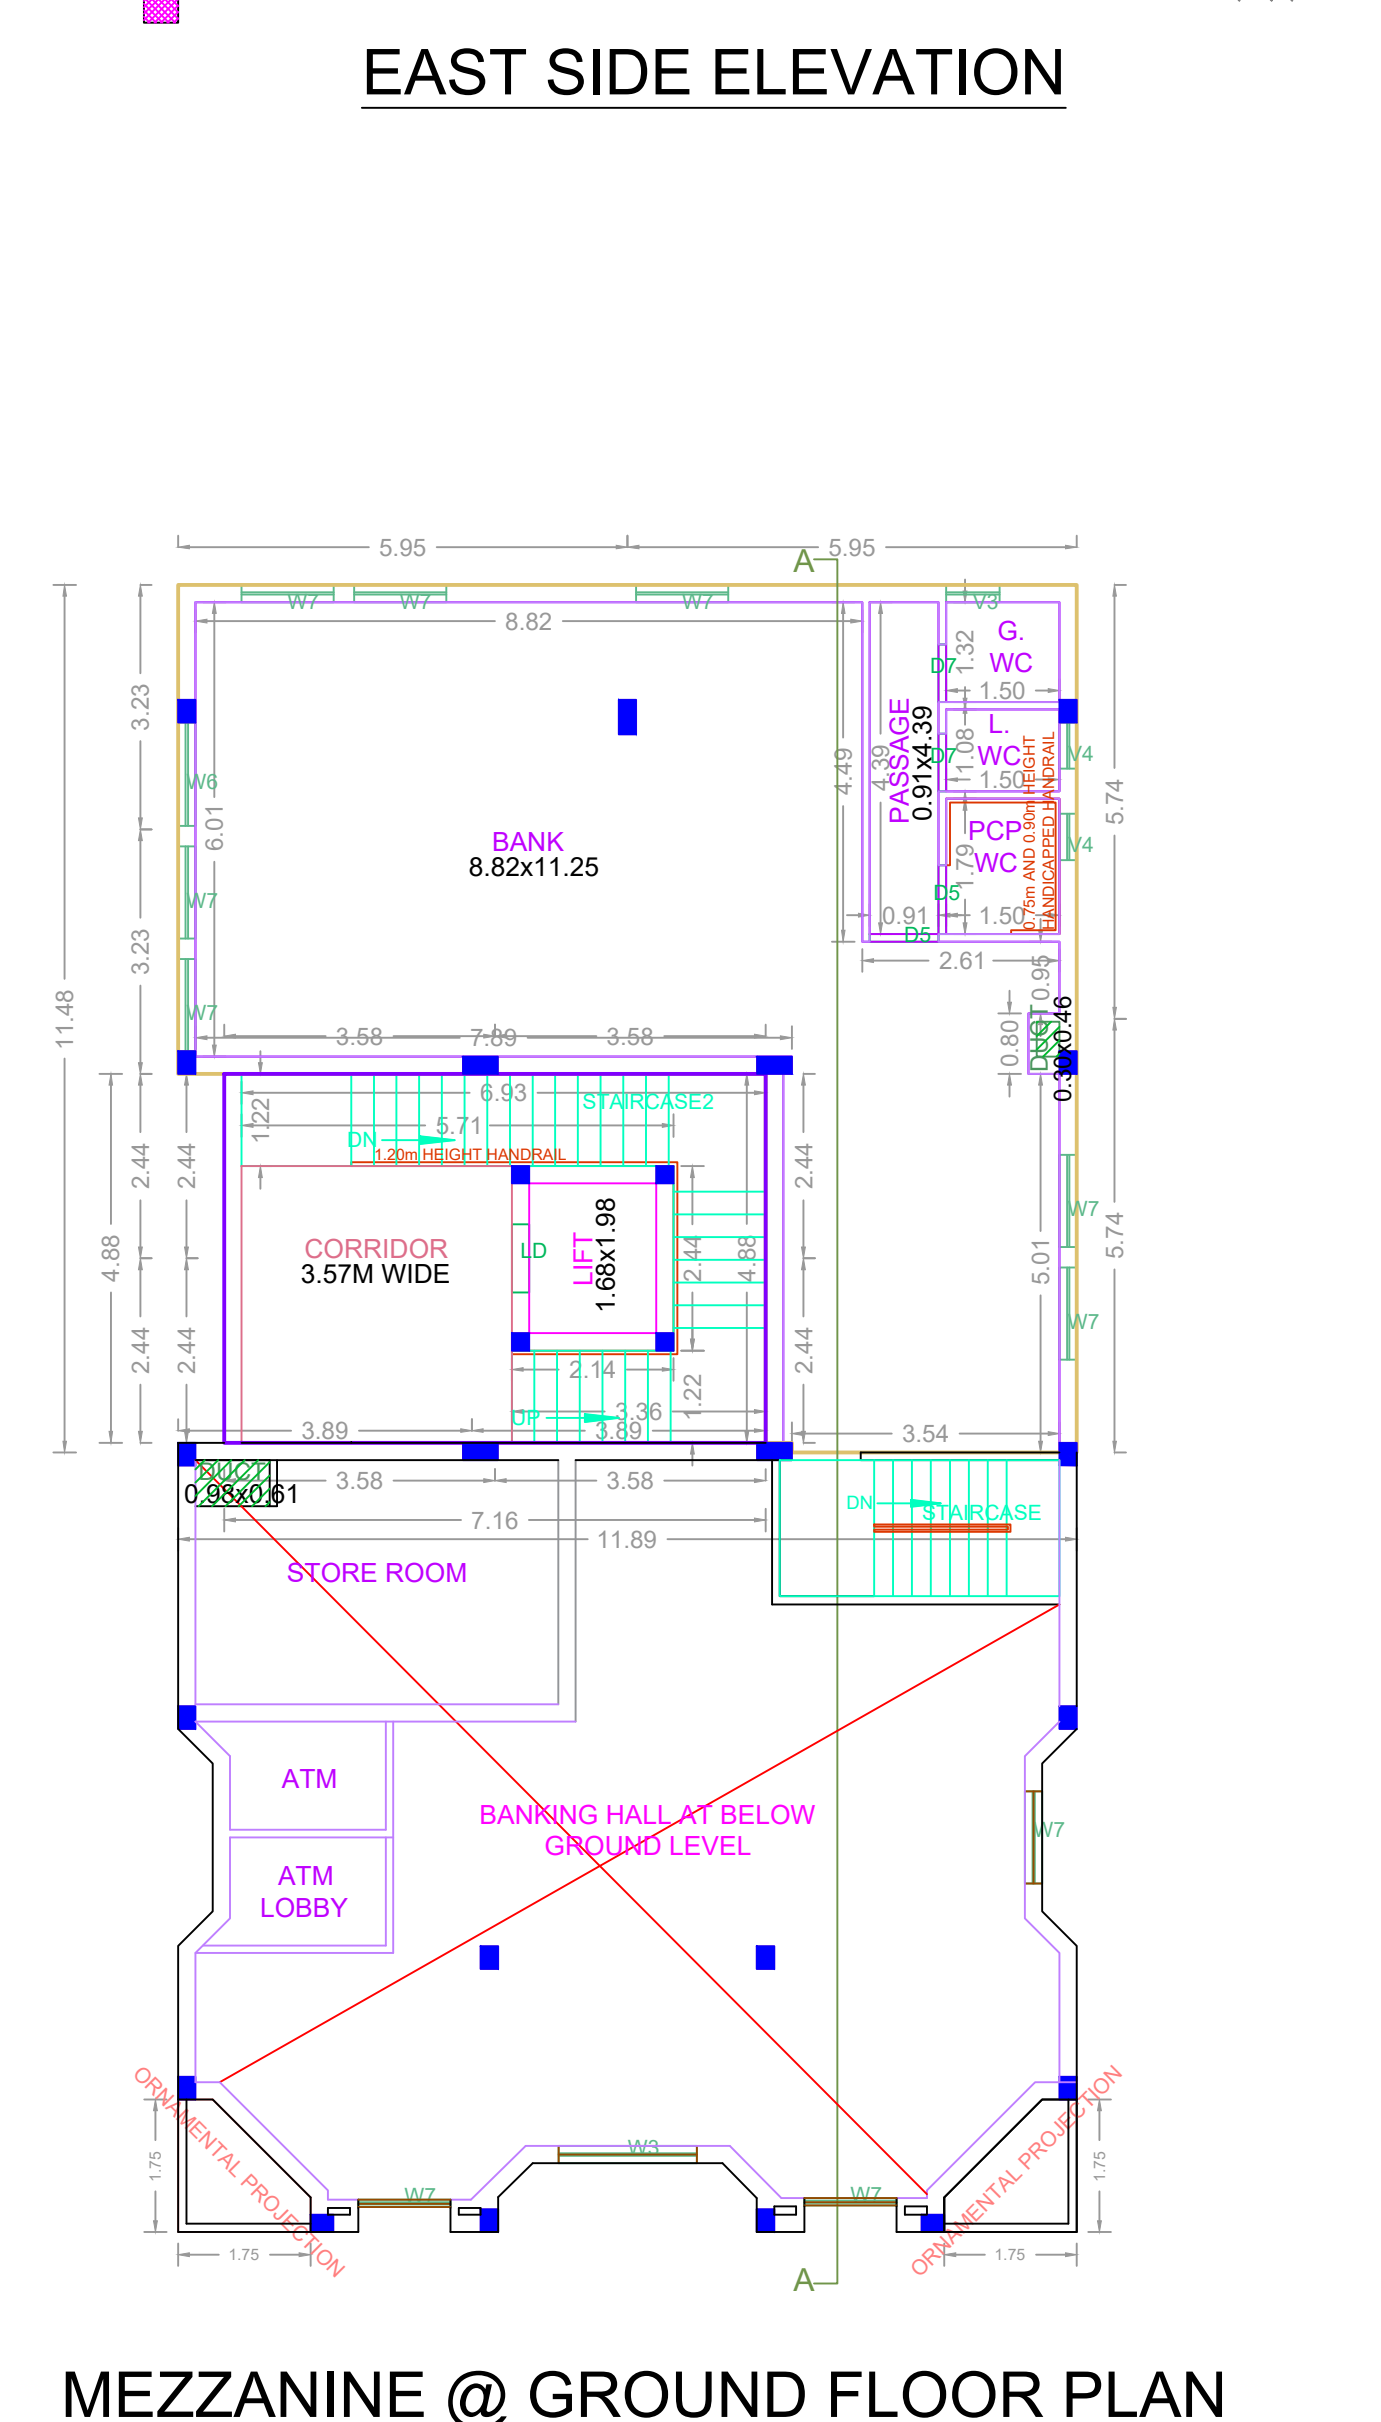 EAST SIDE ELEVATION
5.95
5.95
A
W7
W7
W7
V3
8.82
G.
WC
1.32
D7
1.50
3.23
L.
WC
1.08
D7
1.50
V4
PASSAGE
0.91x4.39
4.39
4.49
0.75m AND 0.90m HEIGHT
HANDICAPPED HANDRAIL
W6
6.01
5.74
BANK
8.82x11.25
PCP
WC
1.79
V4
W7
D5
0.91
1.50
D5
3.23
2.61
0.95
11.48
W7
3.58
7.89
3.58
0.80
DUCT
0.30x0.46
6.93
STAIRCASE2
1.22
5.71
DN
1.20m HEIGHT HANDRAIL
2.44
2.44
2.44
W7
CORRIDOR
3.57M WIDE
LD
LIFT
1.68x1.98
2.44
4.88
4.88
5.01
5.74
W7
2.44
2.44
2.44
2.14
1.22
UP
3.36
3.89
3.89
3.54
DUCT
0.98x0.61
3.58
3.58
DN
STAIRCASE
7.16
11.89
STORE ROOM
ATM
BANKING HALL AT BELOW
GROUND LEVEL
W7
ATM
LOBBY
ORNAMENTAL PROJECTION
ORNAMENTAL PROJECTION
W3
1.75
1.75
W7
W7
1.75
1.75
A
MEZZANINE @ GROUND FLOOR PLAN